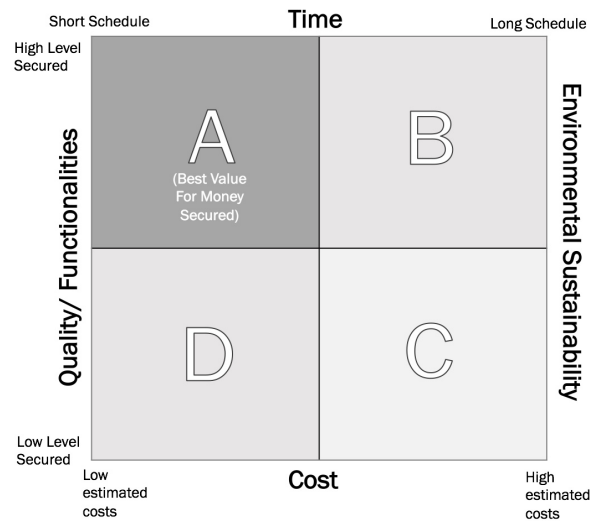 Time
Short Schedule
Long Schedule
High Level
Secured
Quality/ Functionalities
Environmental Sustainability
A
(Best Value
For Money
Secured)
B
D
C
Low Level
Secured
Low
estimated
costs
Cost
High
estimated
costs